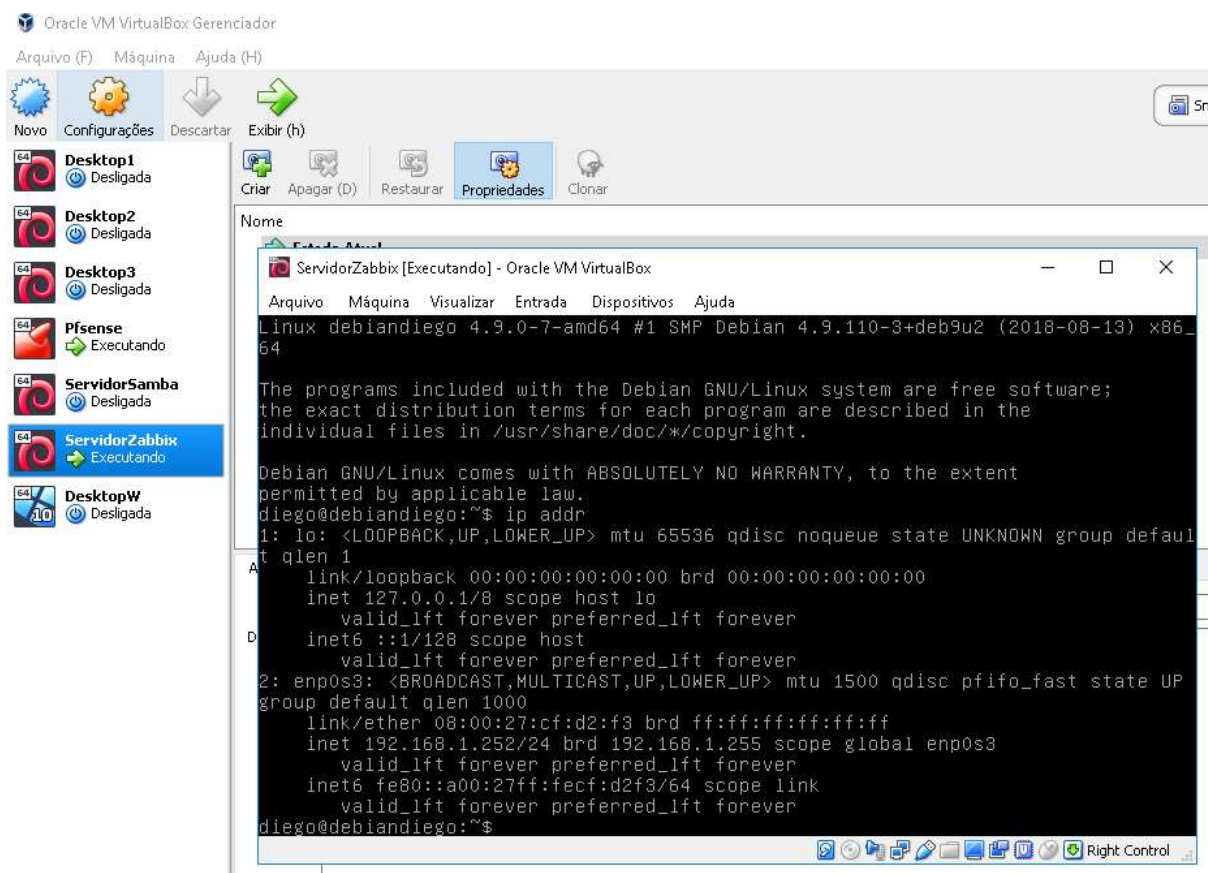 Oracle VM VirtualBox Gerenciador
Arquivo (F) Máquina Ajuda (H)
Novo Configurações Descartar Exibir (h)
64 Desktop1
Desligada
64 Desktop2
Desligada
64 Desktop3
Desligada
64 Pfsense
Executando
64 ServidorSamba
Desligada
64 ServidorZabbix
Executando
64 10 DesktopW
Desligada
Criar Apagar (D) Restaurar Propriedades Clonar
Nome
Estado Atual
ServidorZabbix [Executando] - Oracle VM VirtualBox
Arquivo Máquina Visualizar Entrada Dispositivos Ajuda
Linux debiandiego 4.9.0-7-amd64 #1 SMP Debian 4.9.110-3+deb9u2 (2018-08-13) x86_
64
The programs included with the Debian GNU/Linux system are free software;
the exact distribution terms for each program are described in the
individual files in /usr/share/doc/*/copyright.
Debian GNU/Linux comes with ABSOLUTELY NO WARRANTY, to the extent
permitted by applicable law.
diego@debiandiego:~$ ip addr
1: lo: <LOOPBACK,UP,LOWER_UP> mtu 65536 qdisc noqueue state UNKNOWN group defaul
t qlen 1
link/loopback 00:00:00:00:00:00 brd 00:00:00:00:00:00
inet 127.0.0.1/8 scope host lo
valid_lft forever preferred_lft forever
inet6 ::1/128 scope host
valid_lft forever preferred_lft forever
2: enp0s3: <BROADCAST,MULTICAST,UP,LOWER_UP> mtu 1500 qdisc pfifo_fast state UP
group default qlen 1000
link/ether 08:00:27:cf:d2:f3 brd ff:ff:ff:ff:ff:ff
inet 192.168.1.252/24 brd 192.168.1.255 scope global enp0s3
valid_lft forever preferred_lft forever
inet6 fe80::a00:27ff:fecf:d2f3/64 scope link
valid_lft forever preferred_lft forever
diego@debiandiego:~$
Right Control